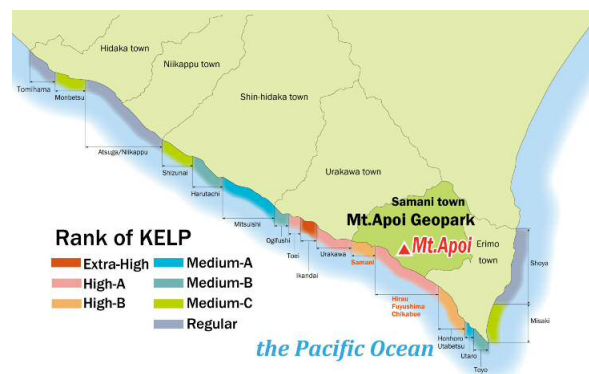 Hidaka town
Niikappu town
Shin-hidaka town
Urakawa town
Samani town
Mt.Apoi Geopark
Mt.Apoi
Erimo
town
Tomihama
Monbetsu
Atsuga/Niikappu
Shizunai
Harutachi
Mitsuishi
Ogifushi
Toei
Ikandai
Urakawa
Samani
Hirau
Fuyushima
Chikabue
Honhoro
Utabetsu
Utaro
Toyo
Misaki
Shoya
Rank of KELP
Extra-High
High-A
High-B
Medium-A
Medium-B
Medium-C
Regular
the Pacific Ocean